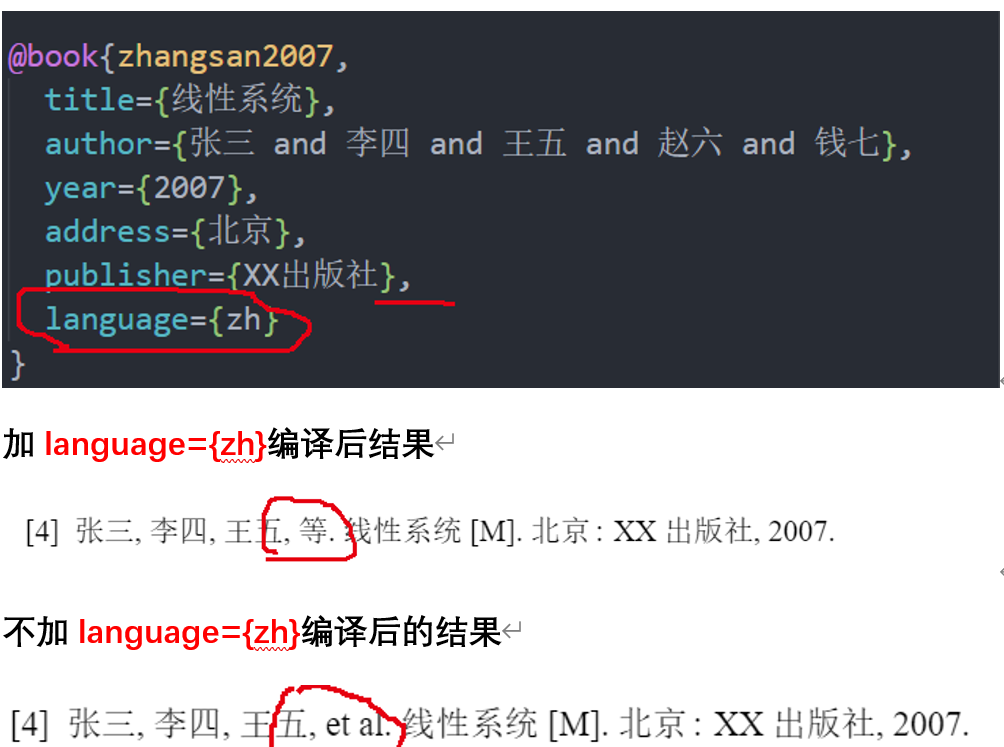 @book{zhangsan2007,
title={线性系统},
author={张三 and 李四 and 王五 and 赵六 and 钱七},
year={2007},
address={北京},
publisher={XX出版社},
language={zh}
}
加 language={zh}编译后结果↵
[4] 张三, 李四, 王五, 等. 线性系统 [M]. 北京: XX 出版社, 2007.
不加 language={zh}编译后的结果↵
[4] 张三, 李四, 王五, et al. 线性系统 [M]. 北京: XX 出版社, 2007.